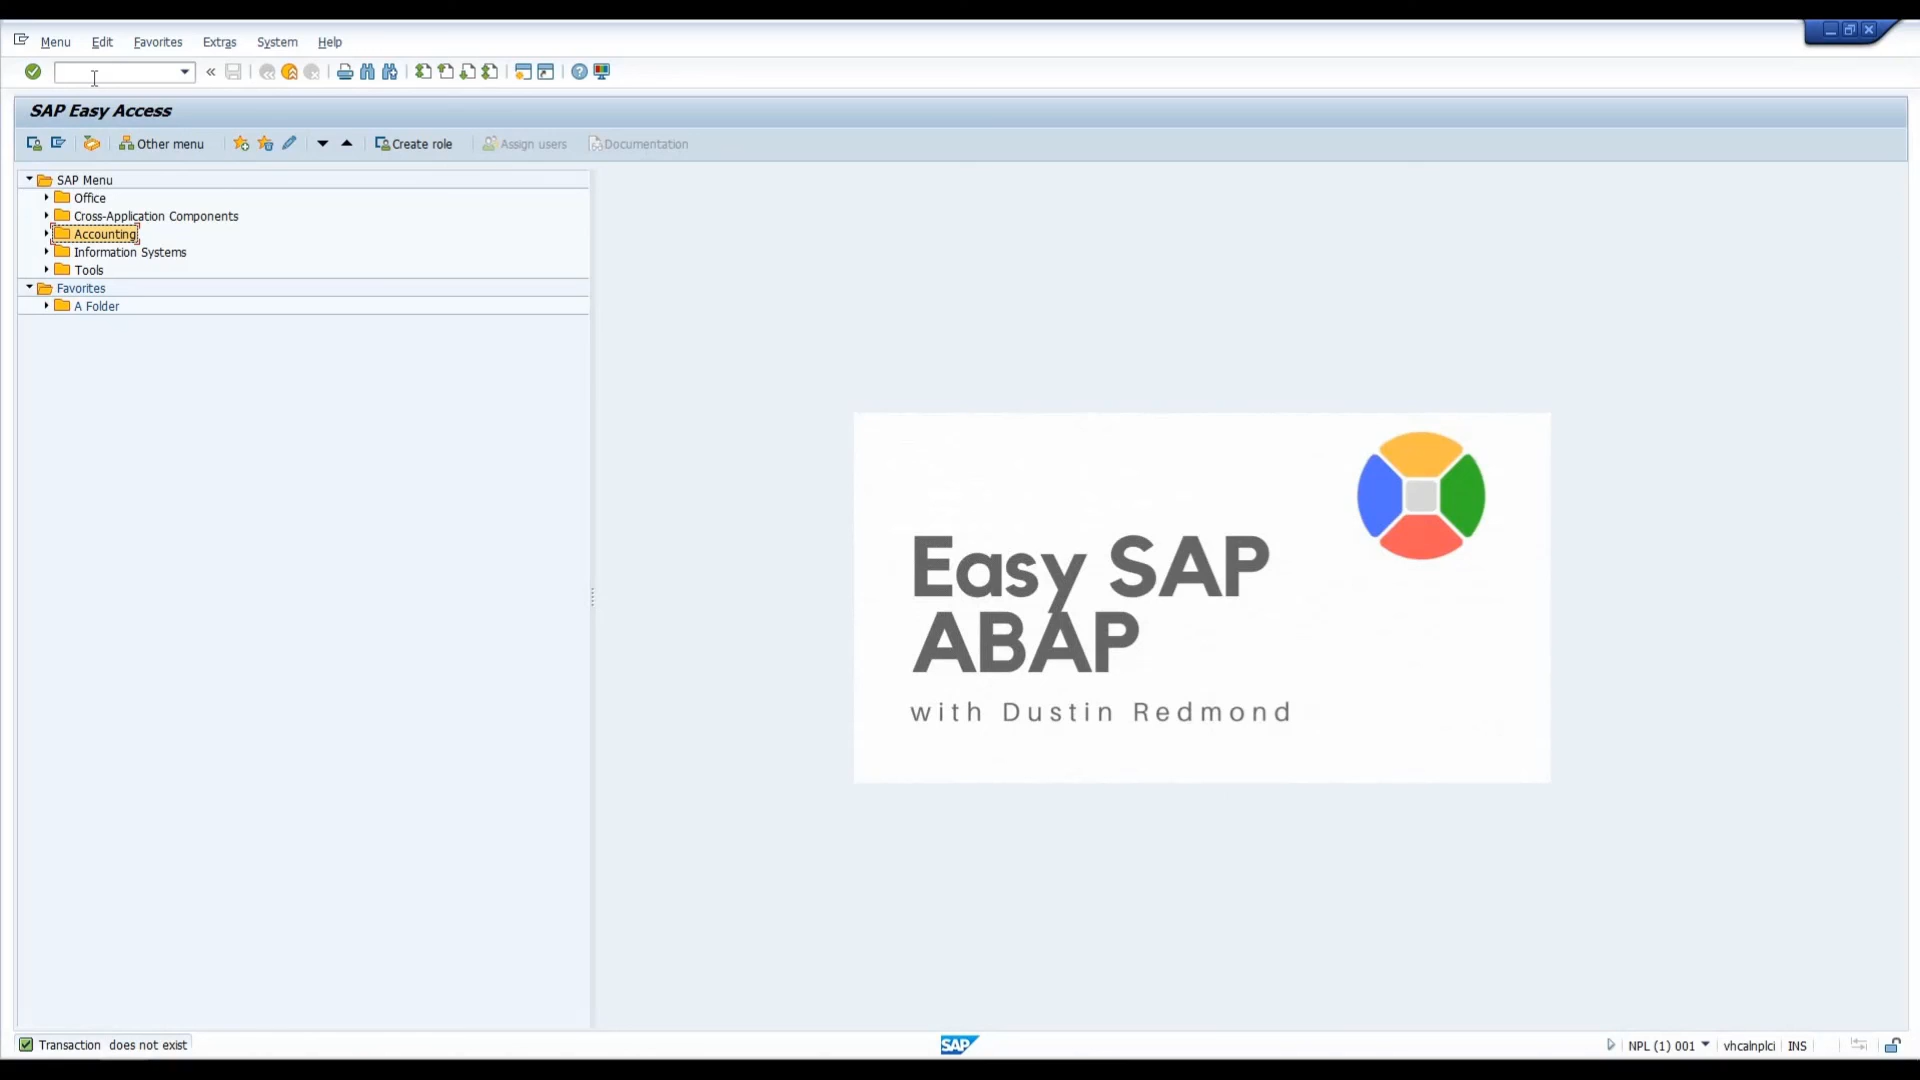 Menu Edit Favorites Extras System Help
SAP Easy Access
Other menu Create role Assign users Documentation
SAP Menu
Office
Cross-Application Components
Accounting
Information Systems
Tools
Favorites
A Folder
Easy SAP
ABAP
with Dustin Redmond
Transaction does not exist SAP NPL (1) 001 vhcalnplci INS